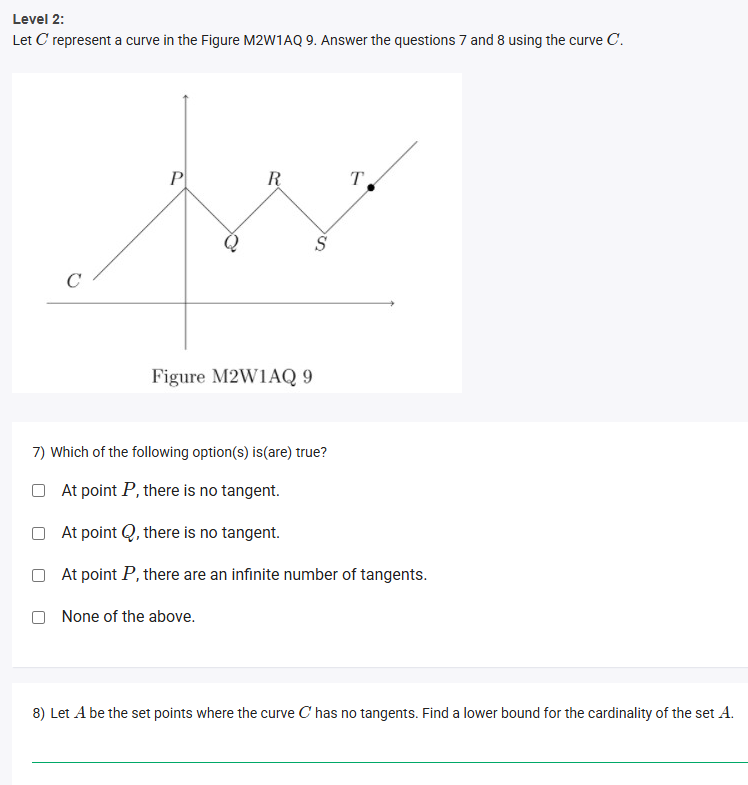 Level 2:
Let C represent a curve in the Figure M2W1AQ 9. Answer the questions 7 and 8 using the curve C.
P R T
Q S
C
Figure M2W1AQ 9
7) Which of the following option(s) is(are) true?
At point P, there is no tangent.
At point Q, there is no tangent.
At point P, there are an infinite number of tangents.
None of the above.
8) Let A be the set points where the curve C has no tangents. Find a lower bound for the cardinality of the set A.